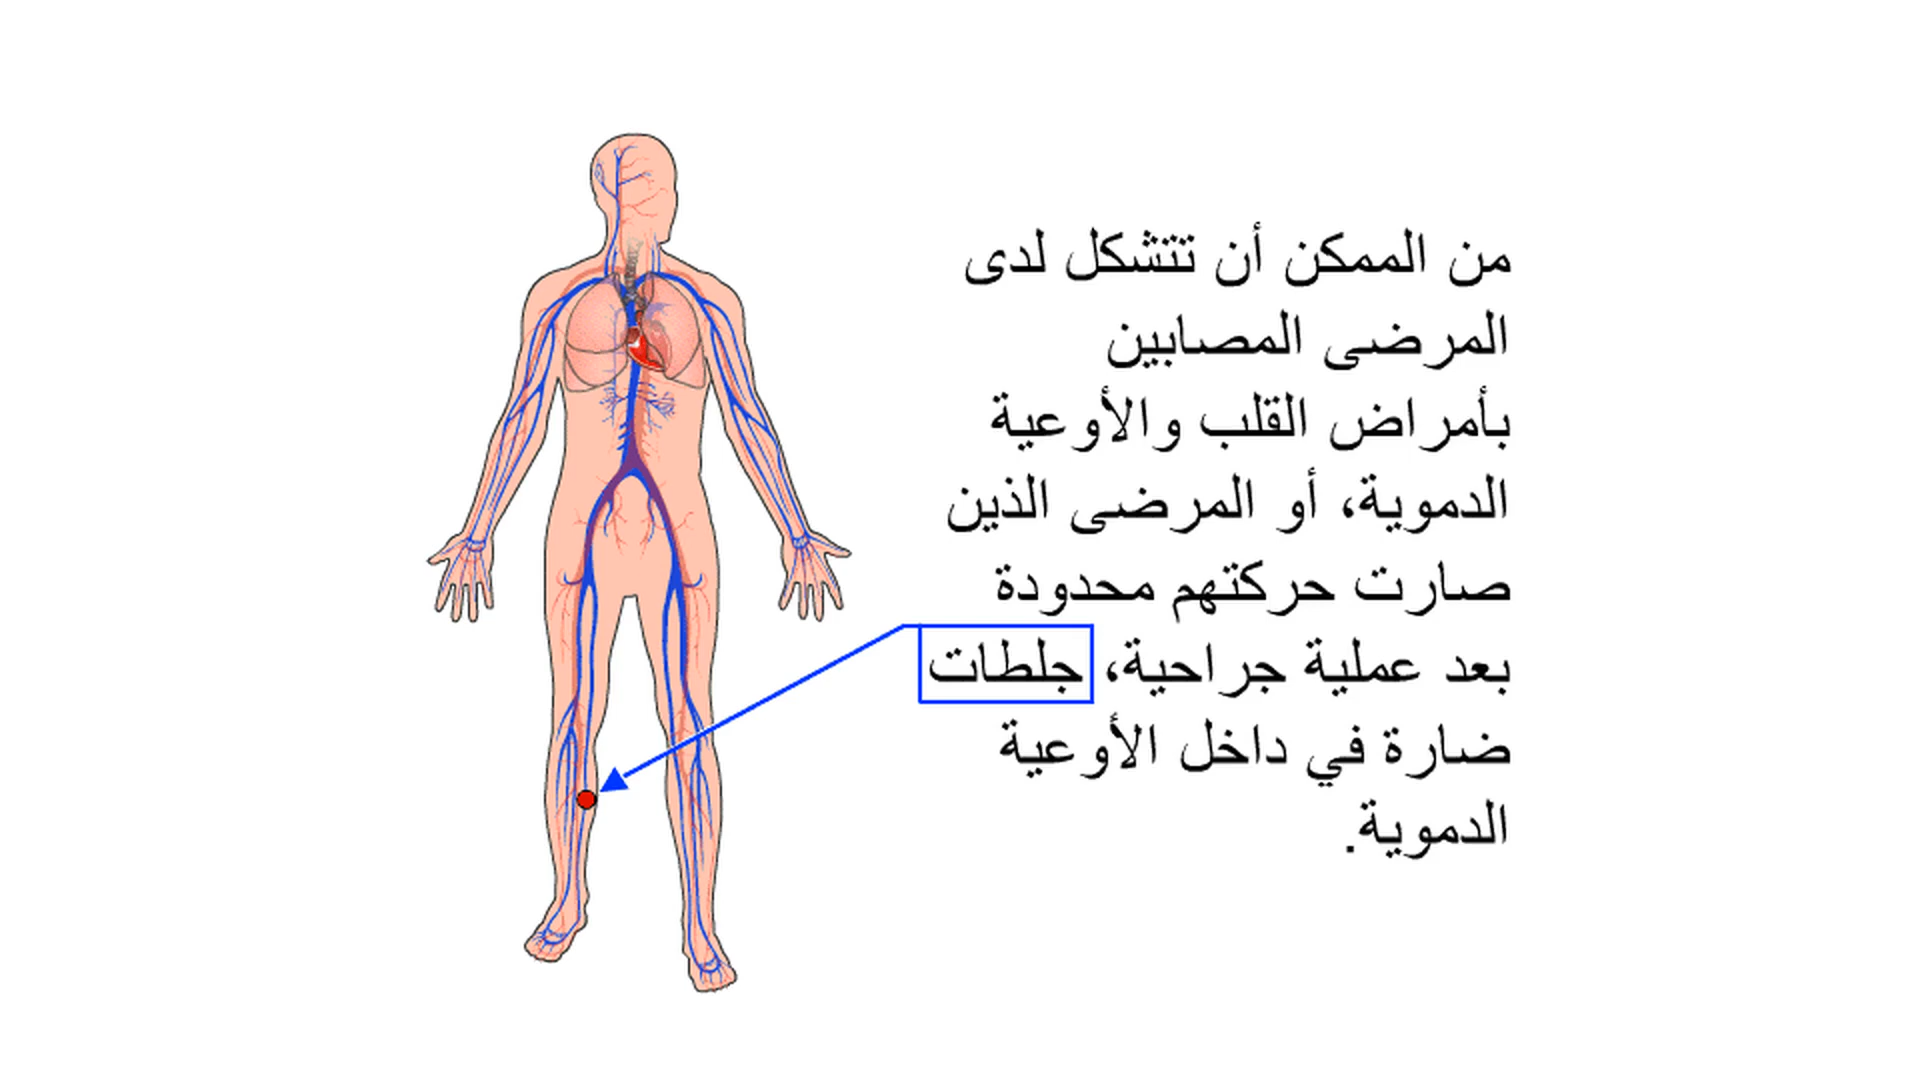 من الممكن أن تتشكل لدى
المرضى المصابين
بأمراض القلب والأوعية
الدموية، أو المرضى الذين
صارت حركتهم محدودة
بعد عملية جراحية، جلطات
ضارة في داخل الأوعية
الدموية.